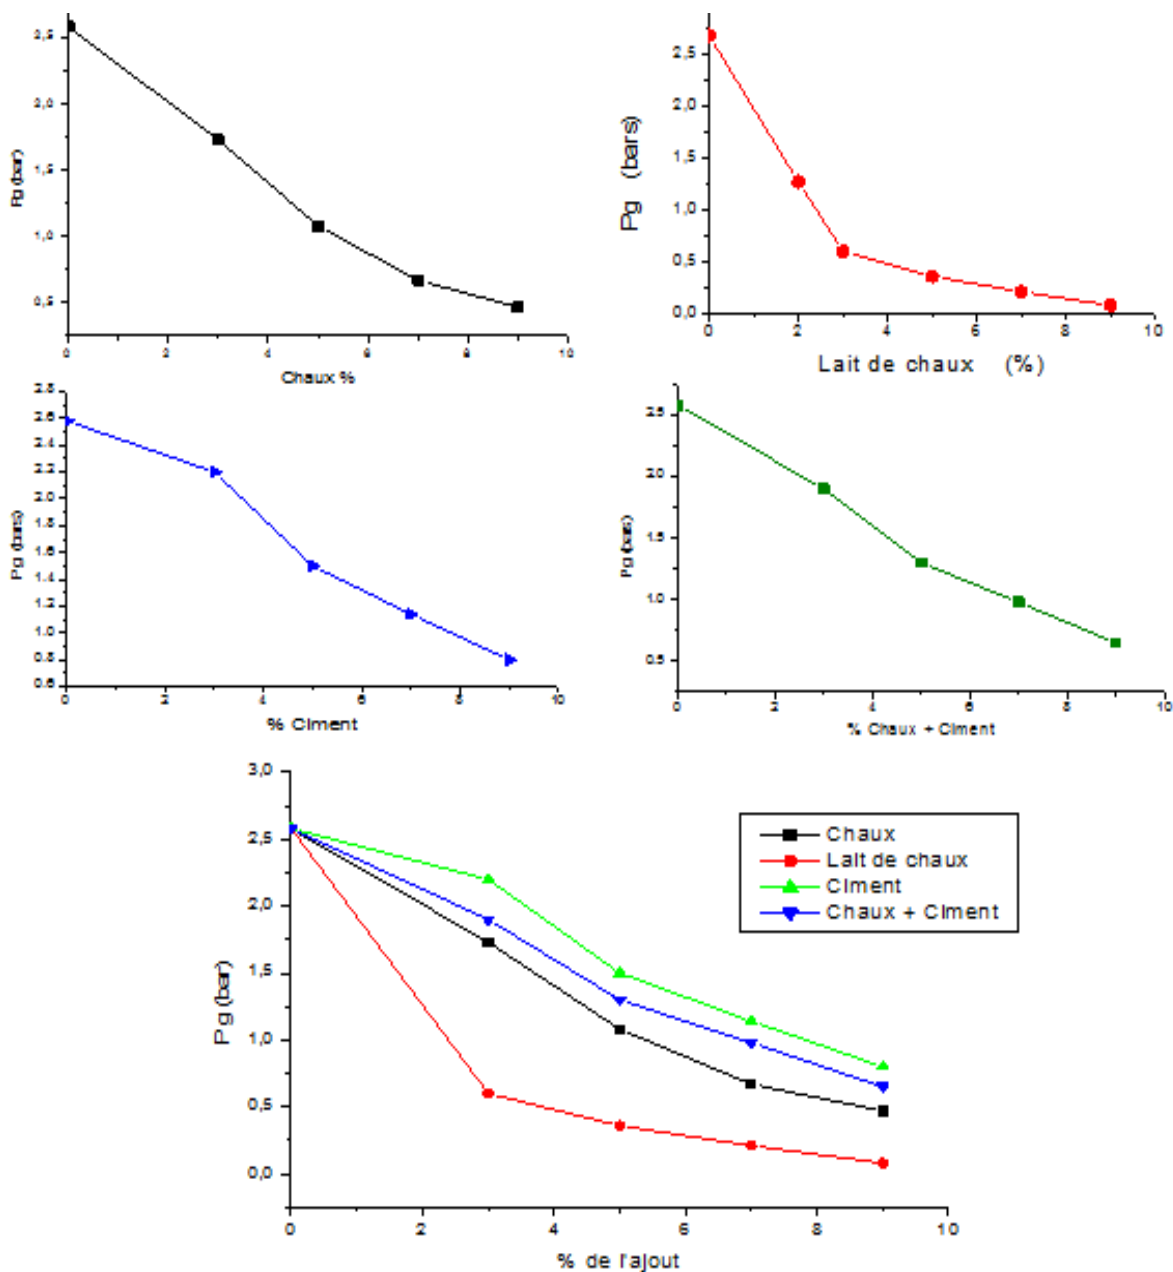 2,5
2,0
1,5
1,0
0,5
Pg (bar)
0 2 4 6 8 10
Chaux %
2,5
2,0
1,5
1,0
0,5
0,0
Pg (bars)
0 2 4 6 8 10
Lait de chaux (%)
2.8
2.6
2.4
2.2
2.0
1.8
1.6
1.4
1.2
1.0
0.8
0.6
Pg (bars)
0 2 4 6 8 10
% Ciment
2.5
2.0
1.5
1.0
0.5
Pg (bas)
0 2 4 6 8 10
% Chaux + Ciment
3,0
2,5
2,0
1,5
1,0
0,5
0,0
Pg (bar)
0 2 4 6 8 10
% de l'ajout
Chaux
Lait de chaux
Ciment
Chaux + Ciment